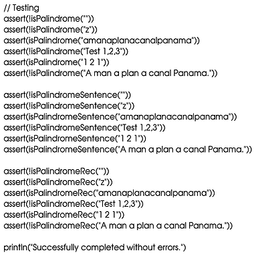 // Testing
assert(!isPalindrome(""))
assert(isPalindrome("z"))
assert(isPalindrome("amanaplanacanalpanama"))
assert(!isPalindrome("Test 1,2,3"))
assert(!isPalindrome("1 2 1"))
assert(!isPalindrome("A man a plan a canal Panama."))

assert(!isPalindromeSentence(""))
assert(isPalindromeSentence("z"))
assert(isPalindromeSentence("amanaplanacanalpanama"))
assert(!isPalindromeSentence("Test 1,2,3"))
assert(isPalindromeSentence("1 2 1"))
assert(isPalindromeSentence("A man a plan a canal Panama."))

assert(!isPalindromeRec(""))
assert(isPalindromeRec("z"))
assert(isPalindromeRec("amanaplanacanalpanama"))
assert(!isPalindromeRec("Test 1,2,3"))
assert(isPalindromeRec("1 2 1"))
assert(!isPalindromeRec("A man a plan a canal Panama."))

println("Successfully completed without errors.")